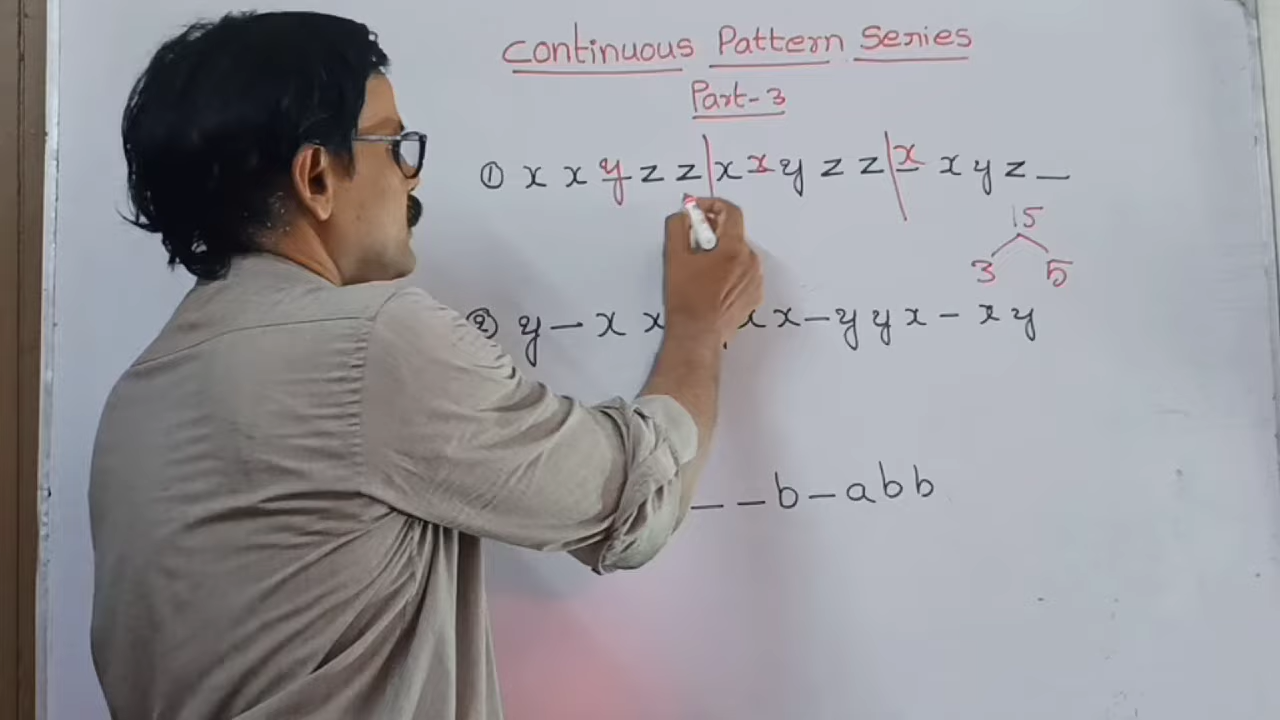 Continuous Pattern Series
Part-3
① x x y z z | x x y z z | x x y z _
15
3 5
② y - x x x x - y y x - x y
_ _ b - a b b